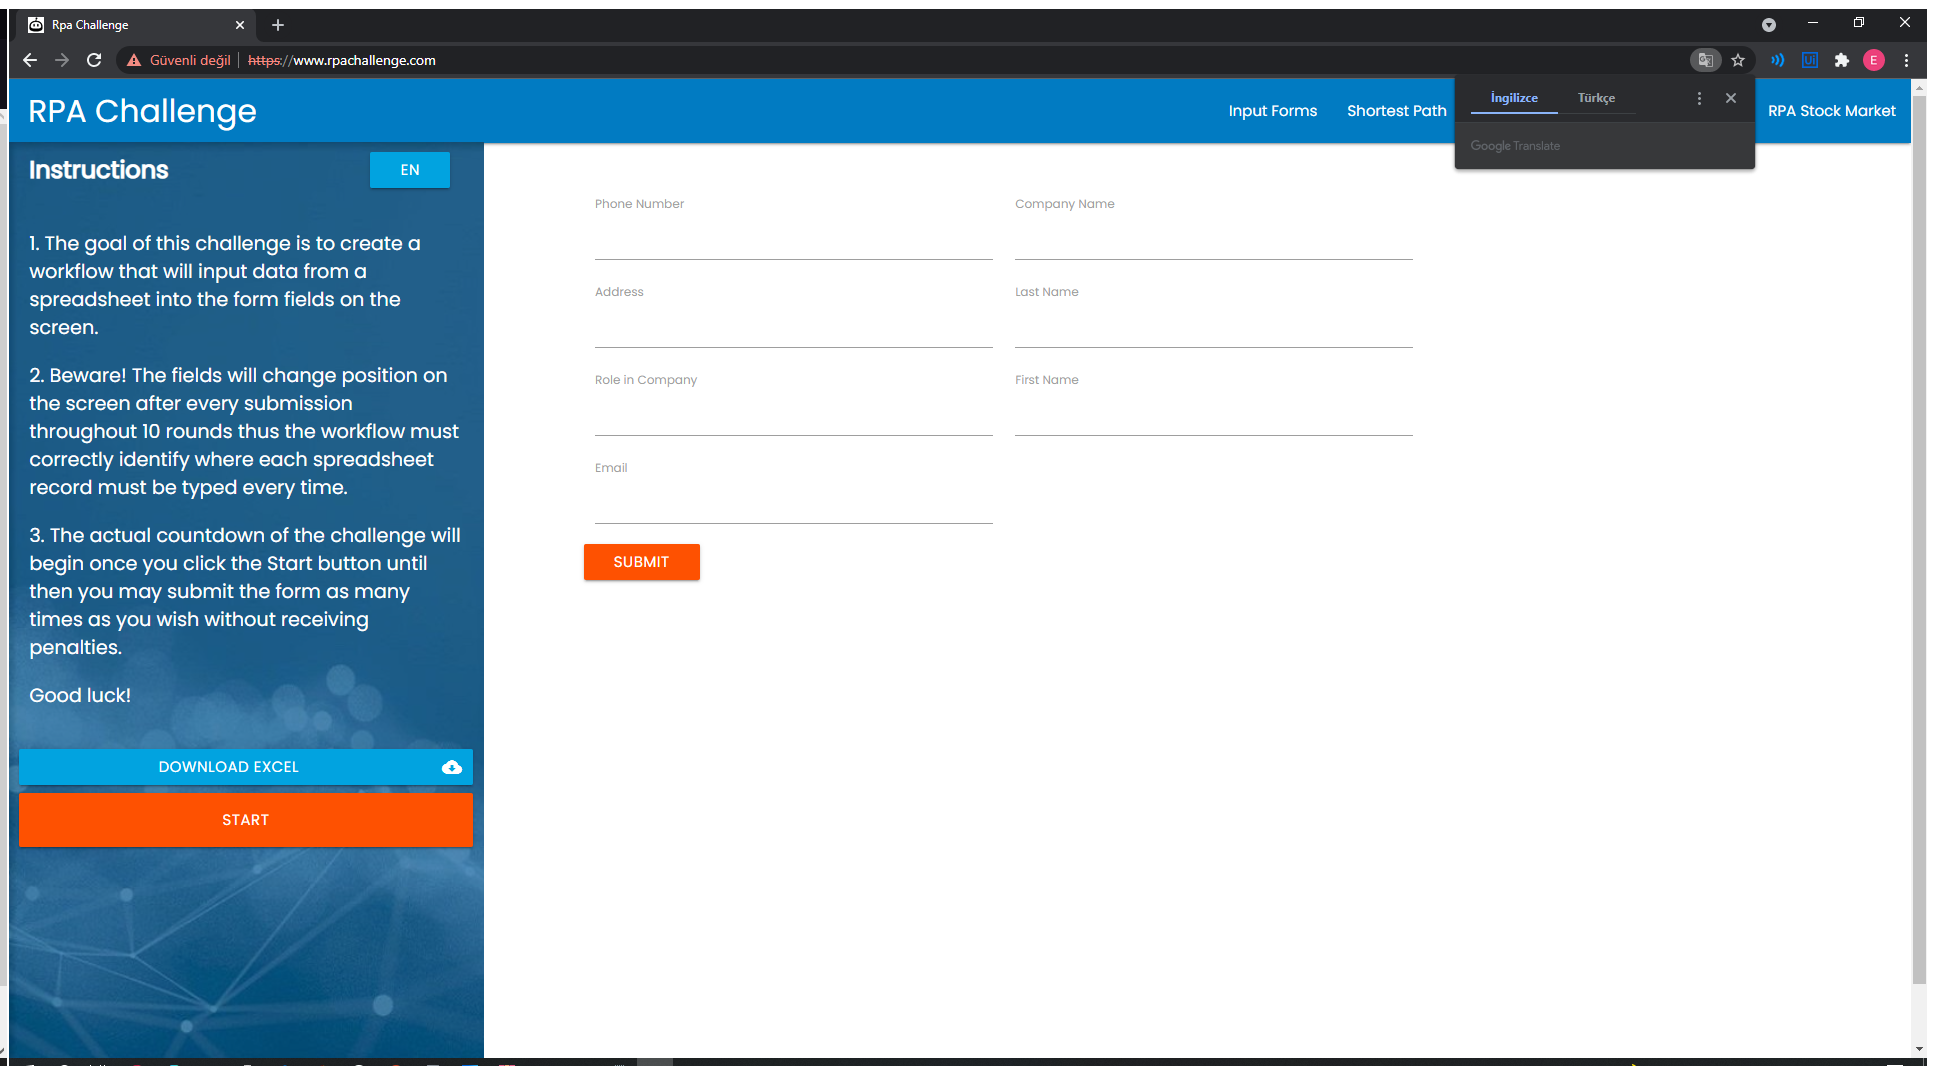 Rpa Challenge
Güvenli değil https://www.rpachallenge.com
E
RPA Challenge
Input Forms
Shortest Path
RPA Stock Market
İngilizce
Türkçe
Google Translate
Instructions
EN
1. The goal of this challenge is to create a
workflow that will input data from a
spreadsheet into the form fields on the
screen.
2. Beware! The fields will change position on
the screen after every submission
throughout 10 rounds thus the workflow must
correctly identify where each spreadsheet
record must be typed every time.
3. The actual countdown of the challenge will
begin once you click the Start button until
then you may submit the form as many
times as you wish without receiving
penalties.
Good luck!
DOWNLOAD EXCEL
START
Phone Number
Company Name
Address
Last Name
Role in Company
First Name
Email
SUBMIT